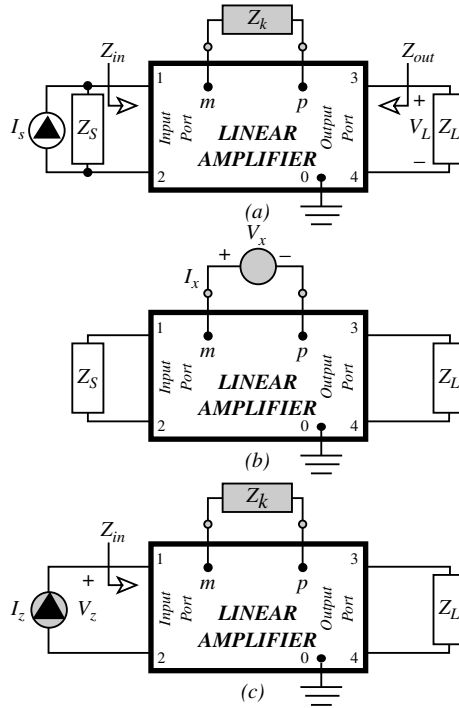 Z_k
Z_in
Z_out
1
3
m
p
I_s
Z_S
Input
Port
LINEAR
AMPLIFIER
Output
Port
+
V_L
−
Z_L
2
0
4
(a)
V_x
+
−
I_x
1
3
m
p
Z_S
Input
Port
LINEAR
AMPLIFIER
Output
Port
Z_L
2
0
4
(b)
Z_k
Z_in
1
3
m
p
+
I_z
V_z
Input
Port
LINEAR
AMPLIFIER
Output
Port
Z_L
2
0
4
(c)